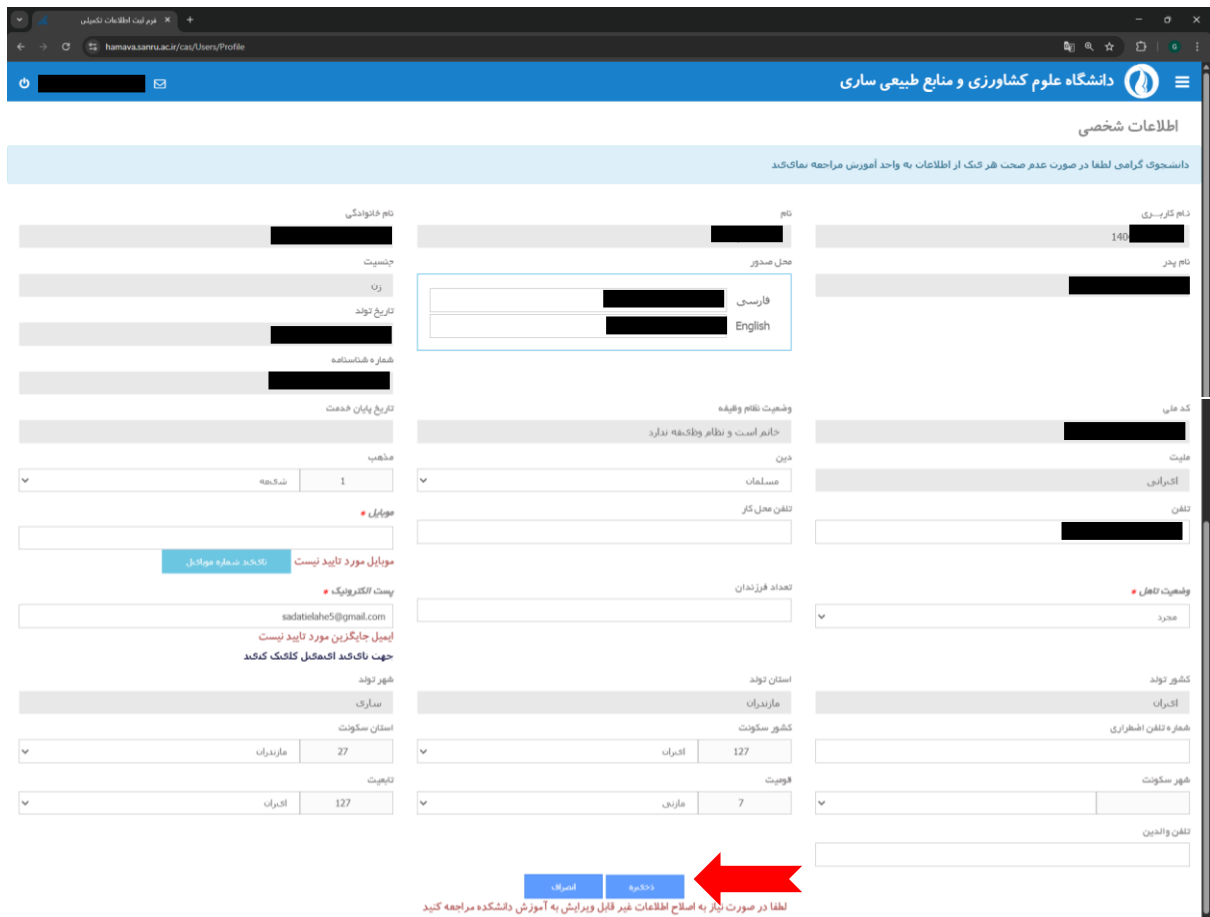 فرم ثبت اطلاعات تکمیلی
hamava.sanru.ac.ir/cas/Users/Profile
G
دانشگاه علوم کشاورزی و منابع طبیعی ساری
اطلاعات شخصی
دانشجوی گرامی لطفا در صورت عدم صحت هر یک از اطلاعات به واحد آموزش مراجعه نمایید
نام کاربـــری
نام
نام خانوادگی
140
نام پدر
محل صدور
جنسیت
فارسی
English
زن
تاریخ تولد
شماره شناسنامه
کد ملی
وضعیت نظام وظیفه
تاریخ پایان خدمت
خانم است و نظام وظیفه ندارد
ملیت
دین
مذهب
ایرانی
مسلمان
1 شیعه
تلفن
تلفن محل کار
موبایل *
موبایل مورد تایید نیست
تایید شماره موبایل
وضعیت تاهل *
تعداد فرزندان
پست الکترونیک *
مجرد
sadatielahe5@gmail.com
ایمیل جایگزین مورد تایید نیست
جهت تایید ایمیل کلیک کنید
کشور تولد
استان تولد
شهر تولد
ایران
مازندران
ساری
شماره تلفن اضطراری
کشور سکونت
استان سکونت
127 ایران
27 مازندران
شهر سکونت
قومیت
تابعیت
7 مازنی
127 ایران
تلفن والدین
ذخیره
انصراف
لطفا در صورت نیاز به اصلاح اطلاعات غیر قابل ویرایش به آموزش دانشکده مراجعه کنید